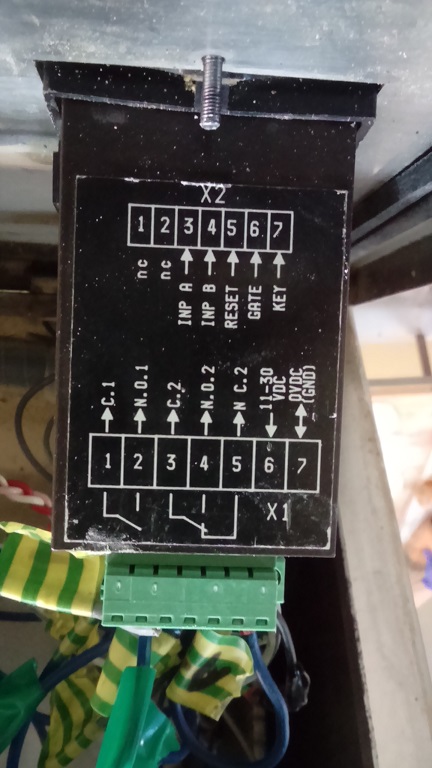 X2
1 2 3 4 5 6 7
nc nc INP A INP B RESET GATE KEY
C.1 N.O.1 C.2 N.O.2 N C.2 11-30 VDC 0VDC (GND)
1 2 3 4 5 6 7
X1